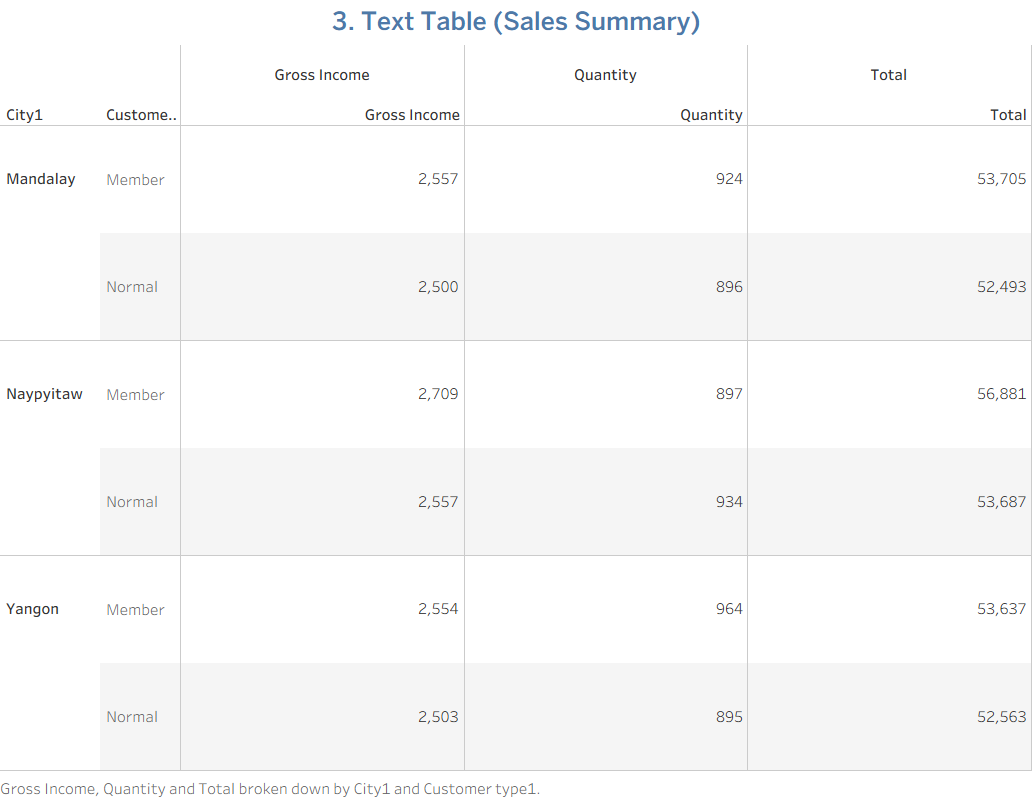 3. Text Table (Sales Summary)
Gross Income Quantity Total
City1 Custome.. Gross Income Quantity Total
Mandalay Member 2,557 924 53,705
Normal 2,500 896 52,493
Naypyitaw Member 2,709 897 56,881
Normal 2,557 934 53,687
Yangon Member 2,554 964 53,637
Normal 2,503 895 52,563
Gross Income, Quantity and Total broken down by City1 and Customer type1.